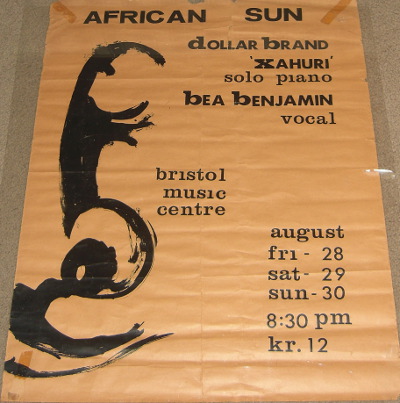 AFRICAN SUN
dollar brand
'XAHURI'
solo piano
bea benjamin
vocal
bristol
music
centre
august
fri - 28
sat - 29
sun - 30
8:30 pm
kr. 12